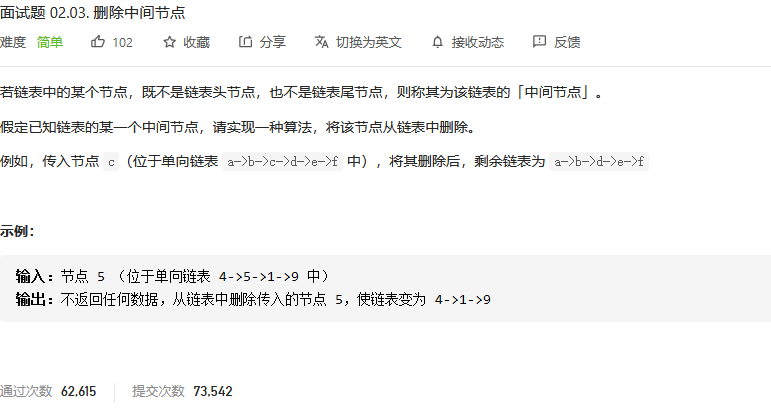 面试题 02.03. 删除中间节点
难度 简单 102 收藏 分享 切换为英文 接收动态 反馈
若链表中的某个节点，既不是链表头节点，也不是链表尾节点，则称其为该链表的「中间节点」。
假定已知链表的某一个中间节点，请实现一种算法，将该节点从链表中删除。
例如，传入节点 c（位于单向链表 a->b->c->d->e->f 中），将其删除后，剩余链表为 a->b->d->e->f
示例：
输入：节点 5 （位于单向链表 4->5->1->9 中）
输出：不返回任何数据，从链表中删除传入的节点 5，使链表变为 4->1->9
通过次数 62,615 提交次数 73,542